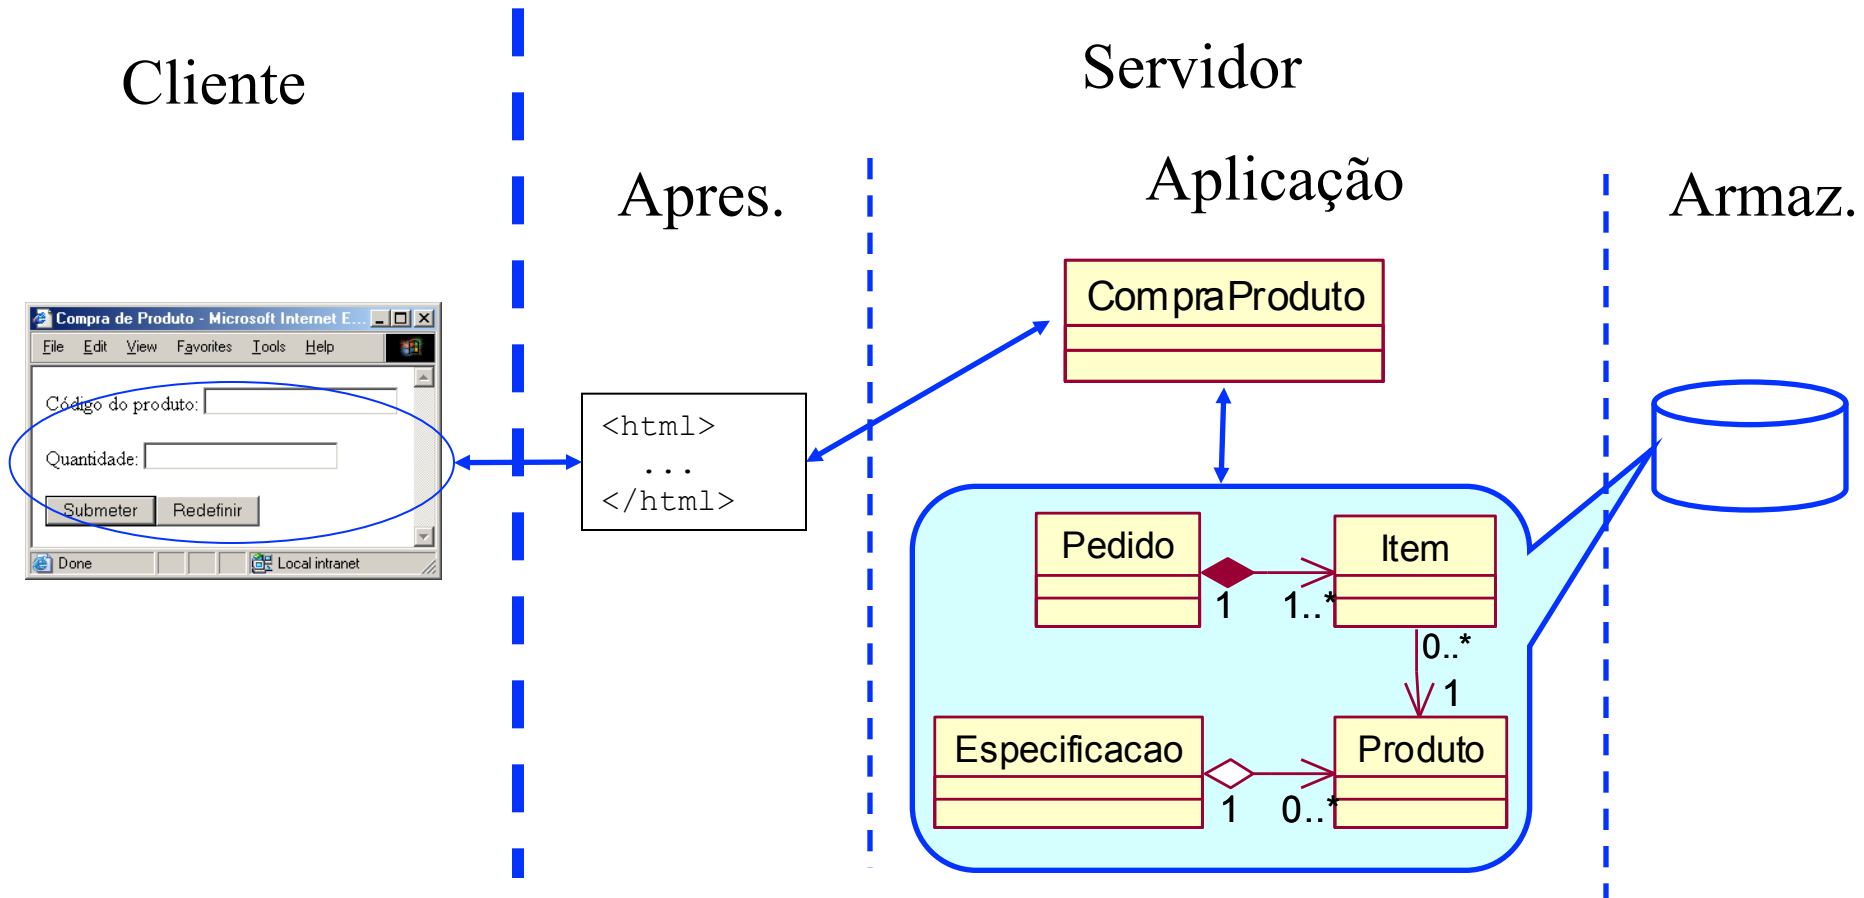 Cliente
Servidor
Apres.
Aplicação
Armaz.
Compra de Produto - Microsoft Internet E...
File Edit View Favorites Tools Help
Código do produto:
Quantidade:
Submeter Redefinir
Done Local intranet
<html>
...
</html>
CompraProduto
Pedido
Item
1 1..*
0..*
1
Especificacao
Produto
1 0..*